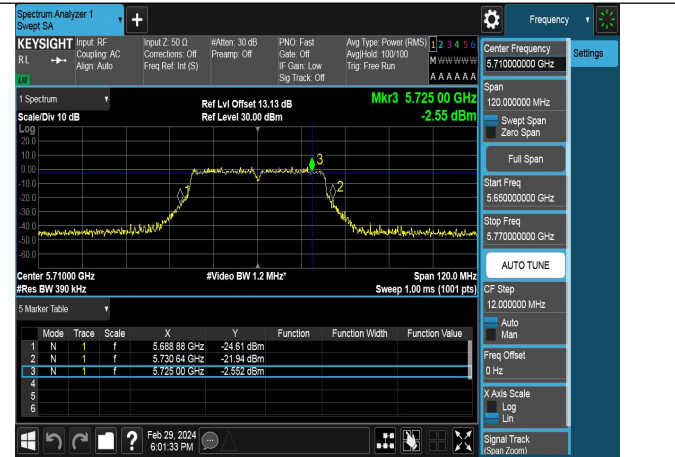 Spectrum Analyzer 1
Swept SA
+
Frequency
KEYSIGHT
RL
LV
Input: RF
Coupling: AC
Align: Auto
Input Z: 50 Ω
Corrections: Off
Freq Ref: Int (S)
#Atten: 30 dB
Preamp: Off
PNO: Fast
Gate: Off
IF Gain: Low
Sig Track: Off
Avg Type: Power (RMS)
Avg|Hold: 100/100
Trig: Free Run
1 2 3 4 5 6
M W W W W W
A A A A A A
1 Spectrum
Scale/Div 10 dB
Ref Lvl Offset 13.13 dB
Ref Level 30.00 dBm
Mkr3 5.725 00 GHz
-2.55 dBm
Log
20.0
10.0
0.00
-10.0
-20.0
-30.0
-40.0
-50.0
-60.0
1
2
3
Center 5.71000 GHz
#Res BW 390 kHz
#Video BW 1.2 MHz*
Span 120.0 MHz
Sweep 1.00 ms (1001 pts)
5 Marker Table
Mode Trace Scale X Y Function Function Width Function Value
1 N 1 f 5.688 88 GHz -24.61 dBm
2 N 1 f 5.730 64 GHz -21.94 dBm
3 N 1 f 5.725 00 GHz -2.552 dBm
4
5
6
?
Feb 29, 2024
6:01:33 PM
Settings
Center Frequency
5.710000000 GHz
Span
120.000000 MHz
Swept Span
Zero Span
Full Span
Start Freq
5.650000000 GHz
Stop Freq
5.770000000 GHz
AUTO TUNE
CF Step
12.000000 MHz
Auto
Man
Freq Offset
0 Hz
X Axis Scale
Log
Lin
Signal Track
(Span Zoom)